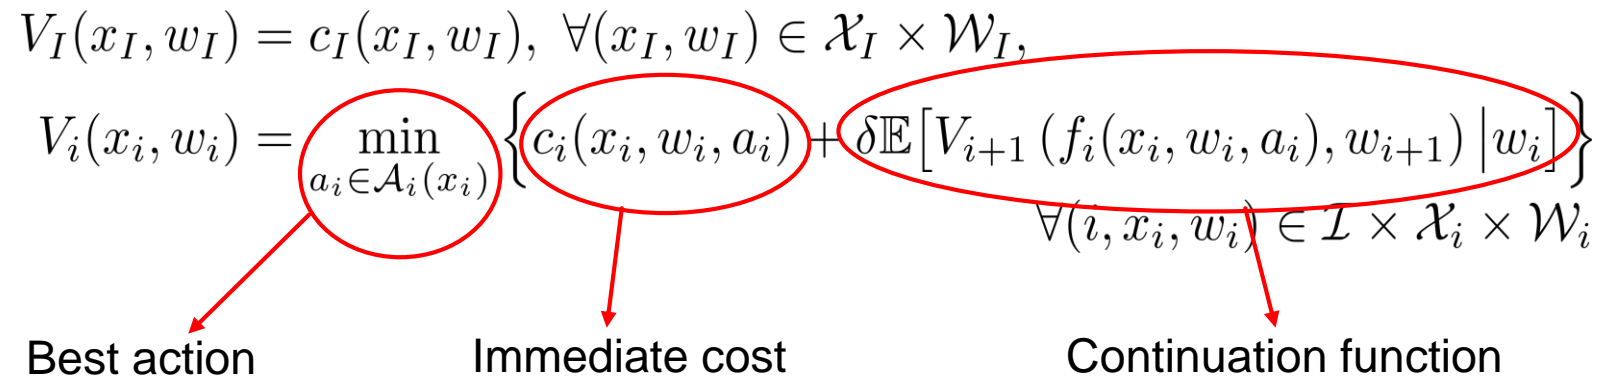 V_I(x_I, w_I) = c_I(x_I, w_I), ∀(x_I, w_I) ∈ 𝒳_I × 𝒲_I,
V_i(x_i, w_i) = min_{a_i∈𝒜_i(x_i)} {c_i(x_i, w_i, a_i) + δ𝔼[V_{i+1} (f_i(x_i, w_i, a_i), w_{i+1}) | w_i]}
∀(i, x_i, w_i) ∈ ℐ × 𝒳_i × 𝒲_i
Best action Immediate cost Continuation function